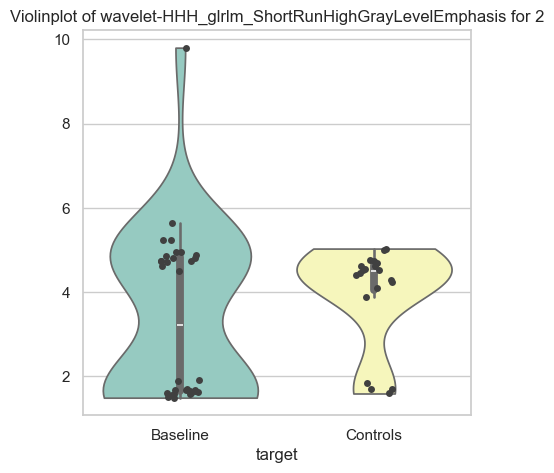 Violinplot of wavelet-HHH_glrlm_ShortRunHighGrayLevelEmphasis for 2
10
8
6
4
2
Baseline Controls
target